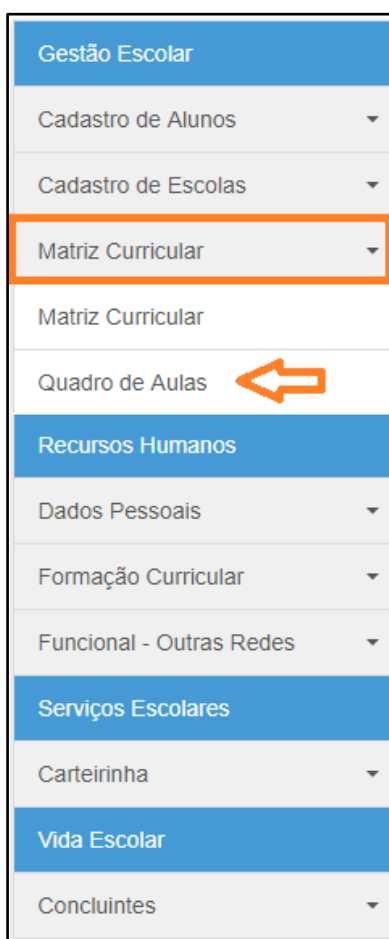 Gestão Escolar
Cadastro de Alunos
Cadastro de Escolas
Matriz Curricular
Matriz Curricular
Quadro de Aulas
Recursos Humanos
Dados Pessoais
Formação Curricular
Funcional - Outras Redes
Serviços Escolares
Carteirinha
Vida Escolar
Concluintes